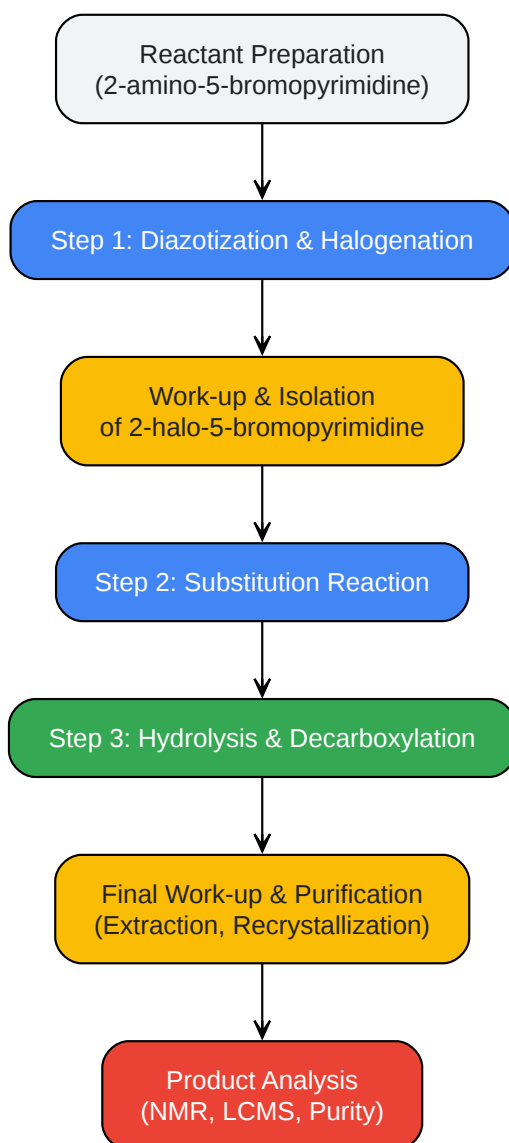 Reactant Preparation
(2-amino-5-bromopyrimidine)
Step 1: Diazotization & Halogenation
Work-up & Isolation
of 2-halo-5-bromopyrimidine
Step 2: Substitution Reaction
Step 3: Hydrolysis & Decarboxylation
Final Work-up & Purification
(Extraction, Recrystallization)
Product Analysis
(NMR, LCMS, Purity)